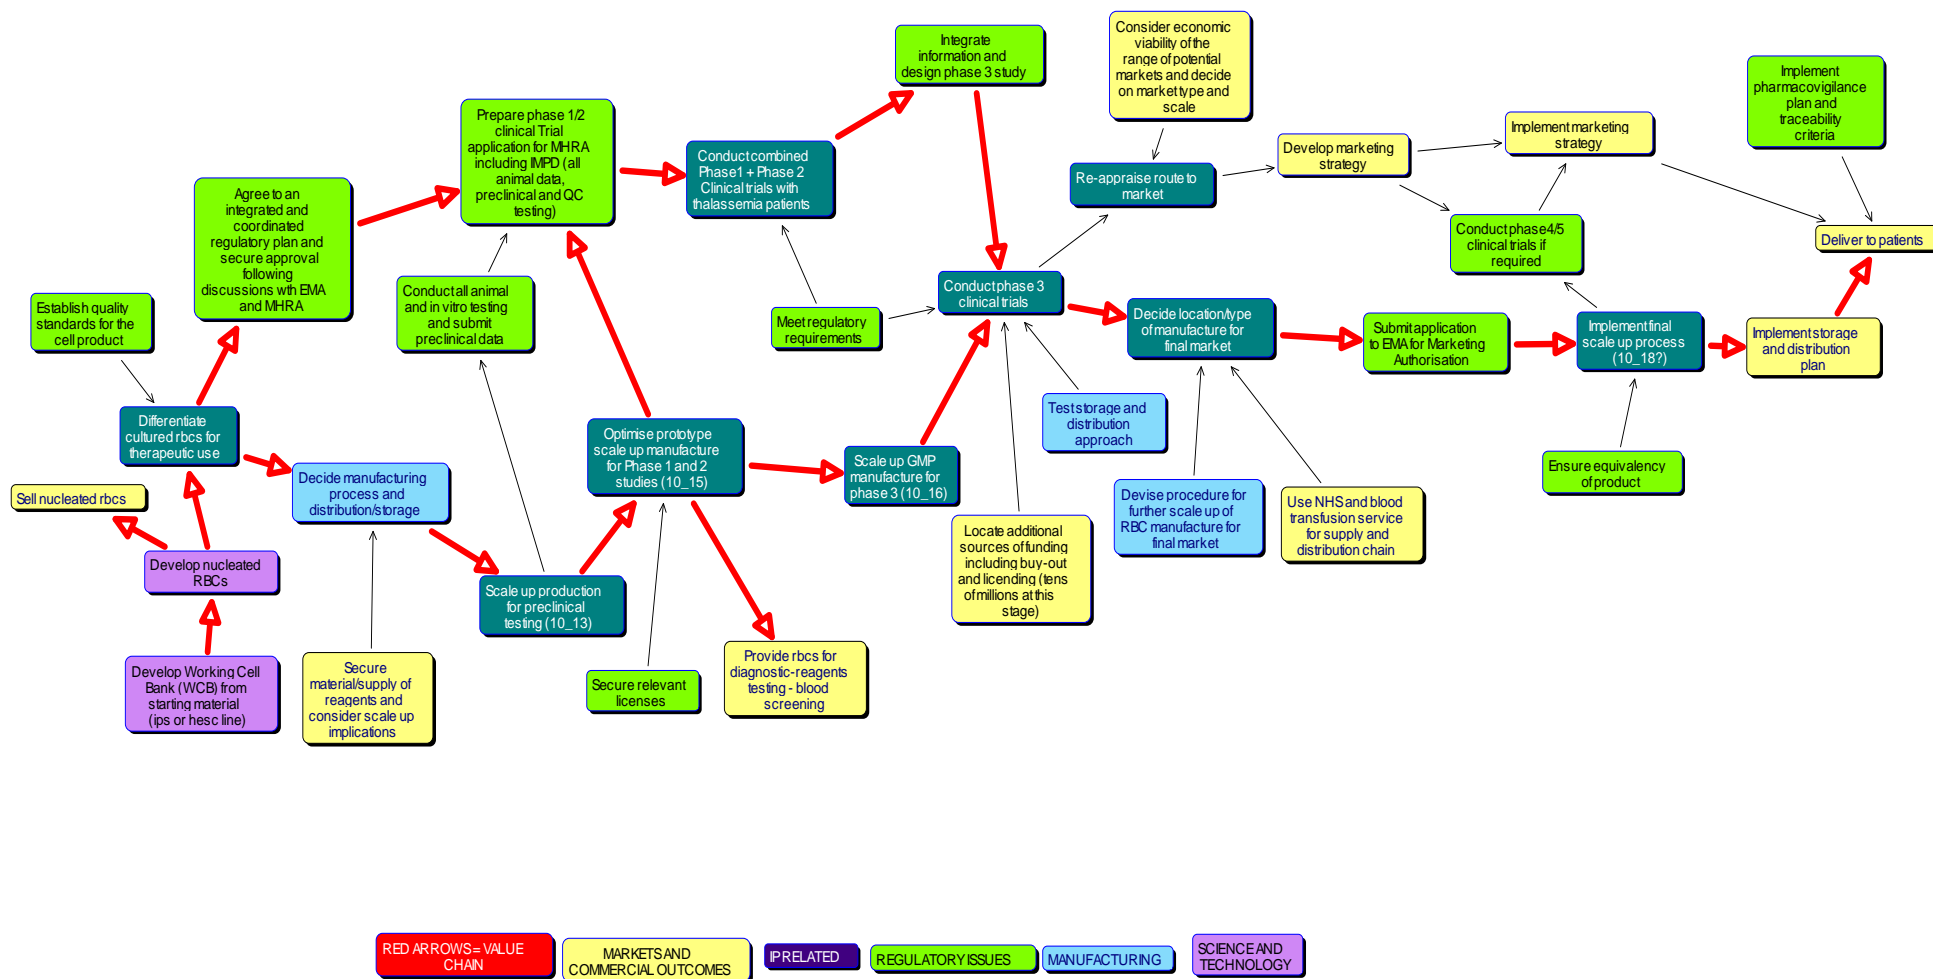 Integrate
information and
design phase 3 study
Consider economic
viability of the
range of potential
markets and decide
on market type and
scale
Implement
pharmacovigilance
plan and
traceability
criteria
Prepare phase 1/2
clinical Trial
application for MHRA
including IMPD (all
animal data,
preclinical and QC
testing)
Conduct combined
Phase1 + Phase 2
Clinical trials with
thalassemia patients
Re-appraise route to
market
Develop marketing
strategy
Implement marketing
strategy
Agree to an
integrated and
coordinated
regulatory plan and
secure approval
following
discussions wth EMA
and MHRA
Conduct phase4/5
clinical trials if
required
Deliver to patients
Establish quality
standards for the
cell product
Conduct all animal
and in vitro testing
and submit
preclinical data
Meet regulatory
requirements
Conduct phase 3
clinical trials
Decide location/type
of manufacture for
final market
Submit application
to EMA for Marketing
Authorisation
Implement final
scale up process
(10_18?)
Implement storage
and distribution
plan
Differentiate
cultured rbcs for
therapeutic use
Optimise prototype
scale up manufacture
for Phase 1 and 2
studies (10_15)
Test storage and
distribution
approach
Sell nucleated rbcs
Decide manufacturing
process and
distribution/storage
Scale up GMP
manufacture for
phase 3 (10_16)
Ensure equivalency
of product
Devise procedure for
further scale up of
RBC manufacture for
final market
Use NHS and blood
transfusion service
for supply and
distribution chain
Develop nucleated
RBCs
Scale up production
for preclinical
testing (10_13)
Locate additional
sources of funding
including buy-out
and licending (tens
of millions at this
stage)
Develop Working Cell
Bank (WCB) from
starting material
(ips or hesc line)
Secure
material/supply of
reagents and
consider scale up
implications
Secure relevant
licenses
Provide rbcs for
diagnostic-reagents
testing - blood
screening
RED ARROWS = VALUE
CHAIN
MARKETS AND
COMMERCIAL OUTCOMES
IP RELATED
REGULATORY ISSUES
MANUFACTURING
SCIENCE AND
TECHNOLOGY